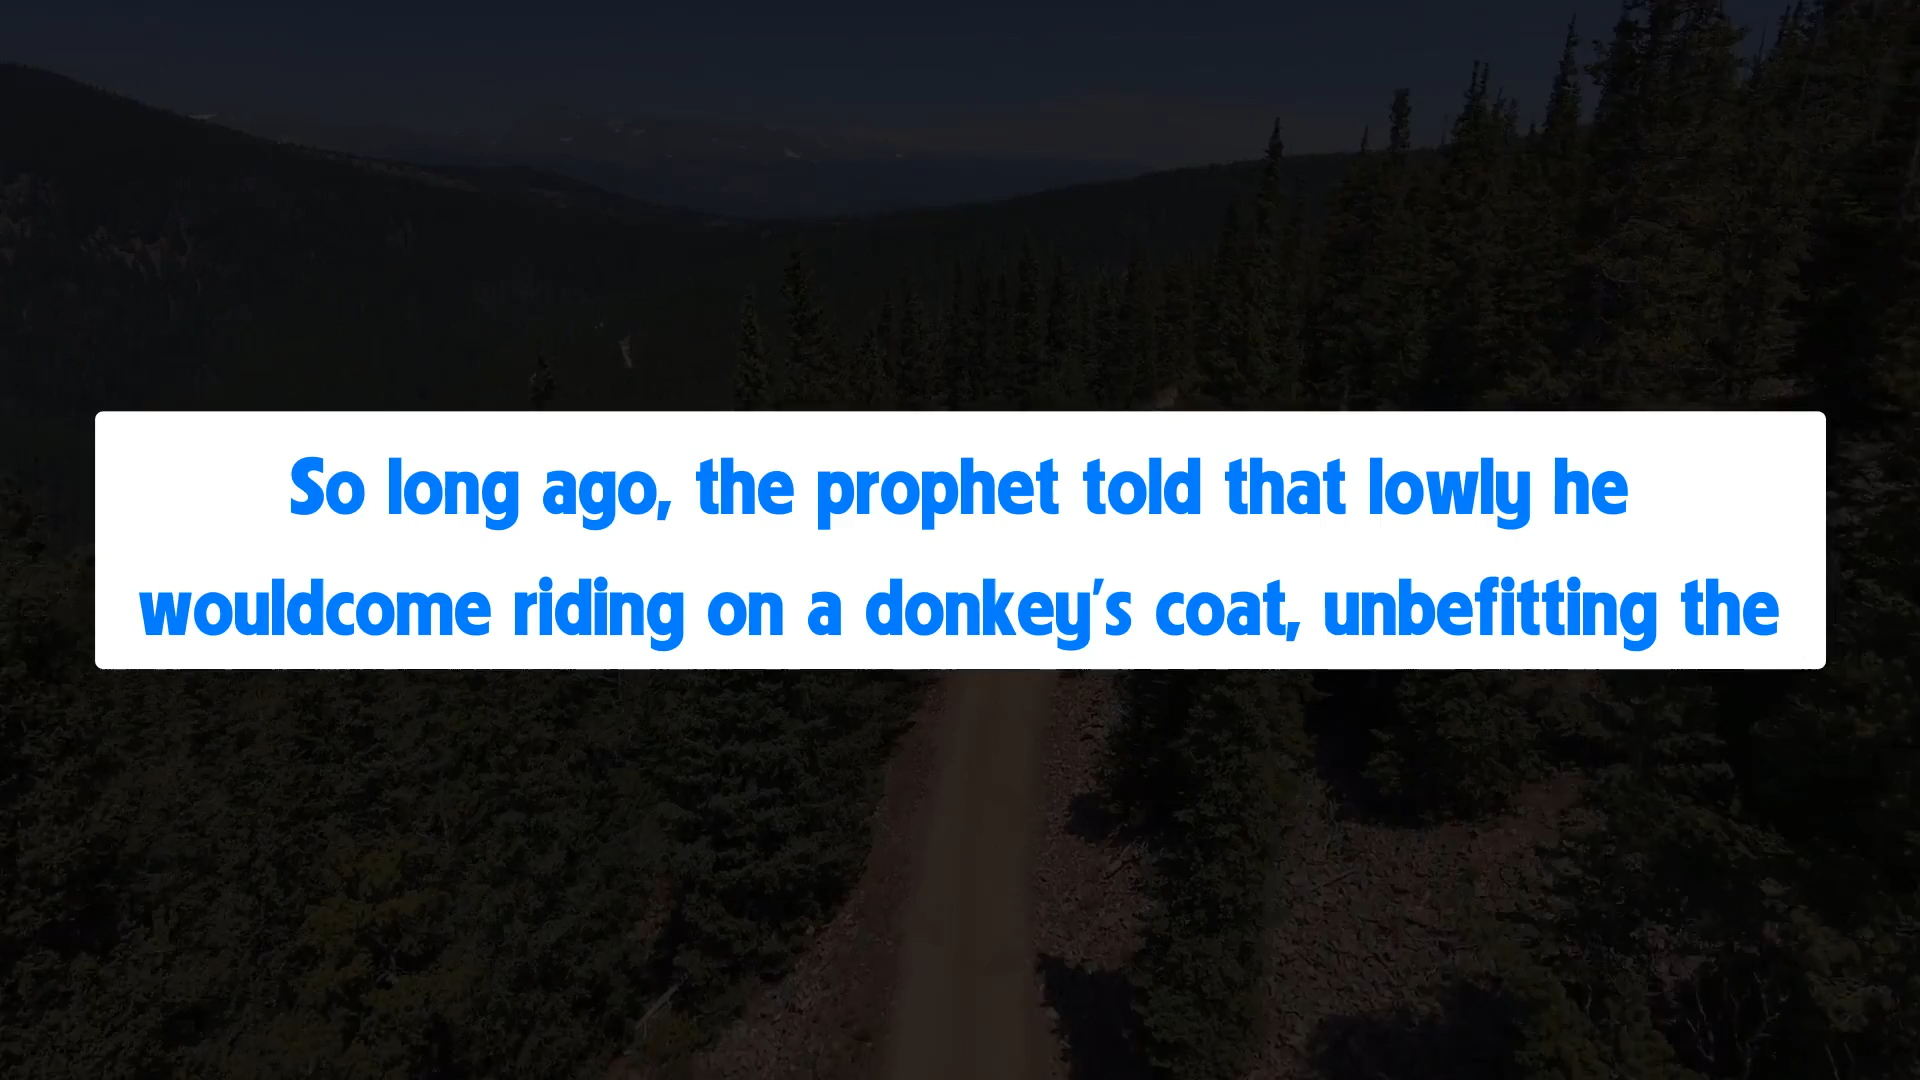 So long ago, the prophet told that lowly he
wouldcome riding on a donkey's coat, unbefitting the